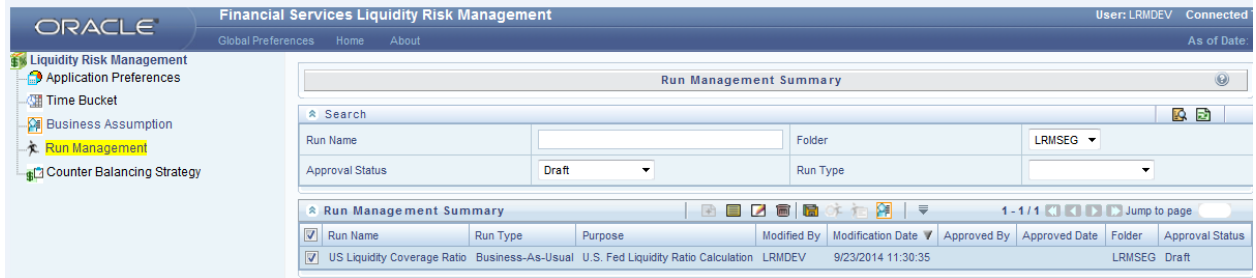 ORACLE
Financial Services Liquidity Risk Management
User: LRMDEV Connected
Global Preferences Home About
As of Date:
Liquidity Risk Management
Application Preferences
Time Bucket
Business Assumption
Run Management
Counter Balancing Strategy
Run Management Summary
Search
Run Name Folder LRMSEG
Approval Status Draft Run Type
Run Management Summary 1 - 1 / 1 Jump to page
Run Name Run Type Purpose Modified By Modification Date Approved By Approved Date Folder Approval Status
US Liquidity Coverage Ratio Business-As-Usual U.S. Fed Liquidity Ratio Calculation LRMDEV 9/23/2014 11:30:35 LRMSEG Draft